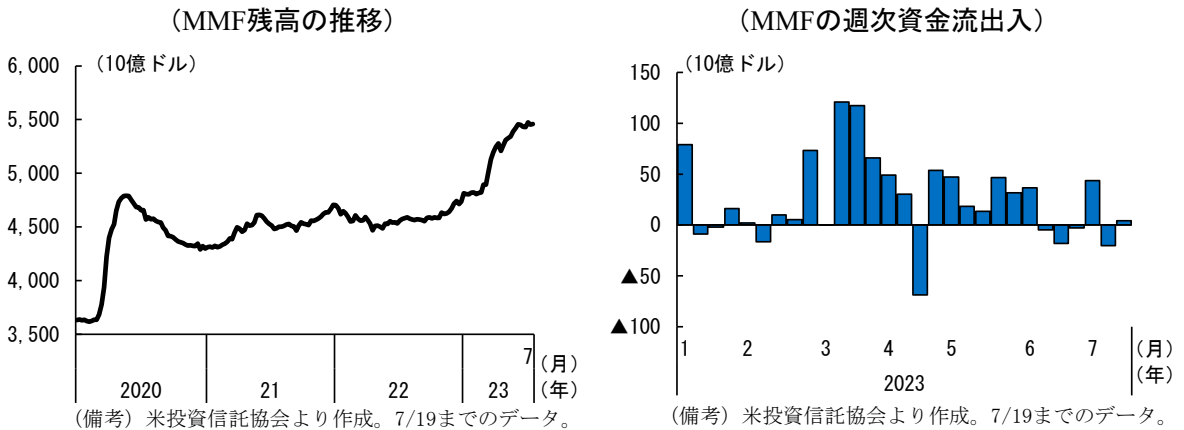 （MMF残高の推移）
（10億ドル）
6,000
5,500
5,000
4,500
4,000
3,500
7（月）
2020 21 22 23（年）
（備考）米投資信託協会より作成。7/19までのデータ。
（MMFの週次資金流出入）
（10億ドル）
150
100
50
0
▲50
▲100
1 2 3 4 5 6 7（月）
2023（年）
（備考）米投資信託協会より作成。7/19までのデータ。